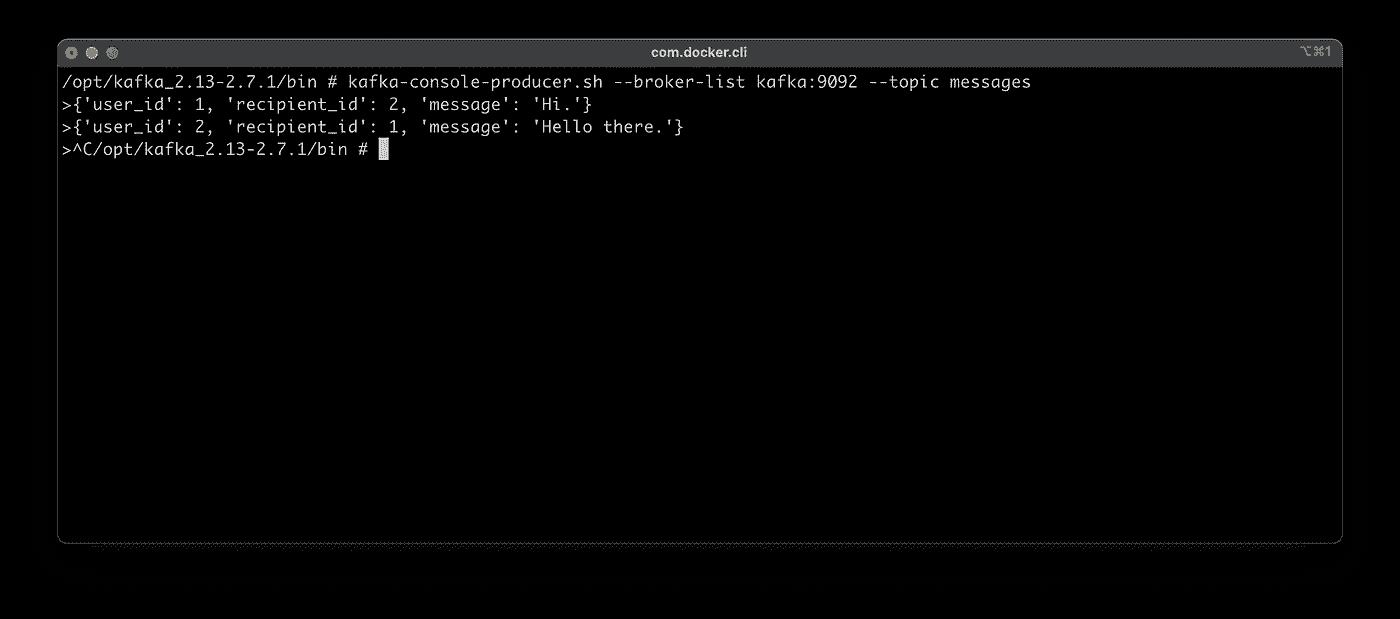 com.docker.cli
⌥⌘1
/opt/kafka_2.13-2.7.1/bin # kafka-console-producer.sh --broker-list kafka:9092 --topic messages
>{'user_id': 1, 'recipient_id': 2, 'message': 'Hi.'}
>{'user_id': 2, 'recipient_id': 1, 'message': 'Hello there.'}
>^C/opt/kafka_2.13-2.7.1/bin #